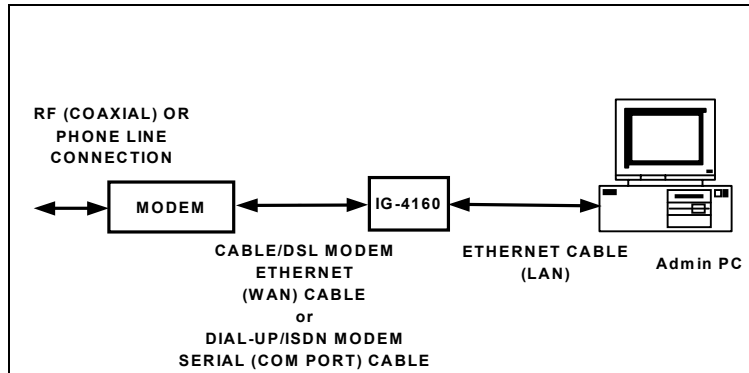 RF (COAXIAL) OR
PHONE LINE
CONNECTION
MODEM
IG-4160
CABLE/DSL MODEM
ETHERNET
(WAN) CABLE
or
DIAL-UP/ISDN MODEM
SERIAL (COM PORT) CABLE
ETHERNET CABLE
(LAN)
Admin PC